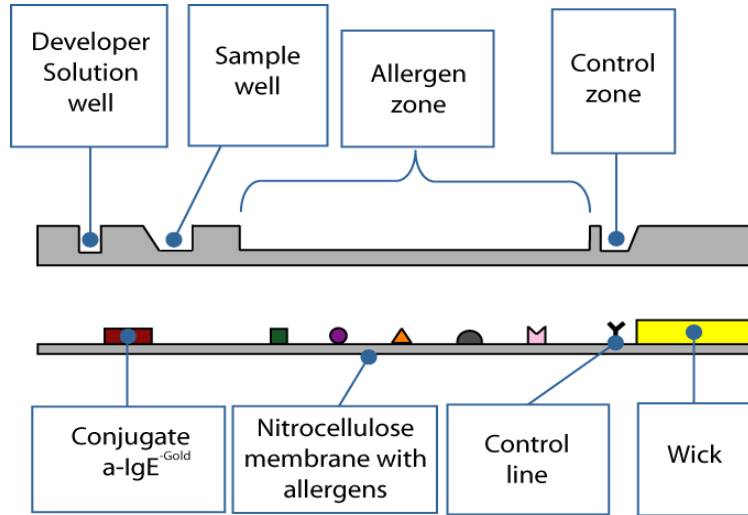 Developer
Solution
well
Sample
well
Allergen
zone
Control
zone
Conjugate
a-IgE-Gold
Nitrocellulose
membrane with
allergens
Control
line
Wick